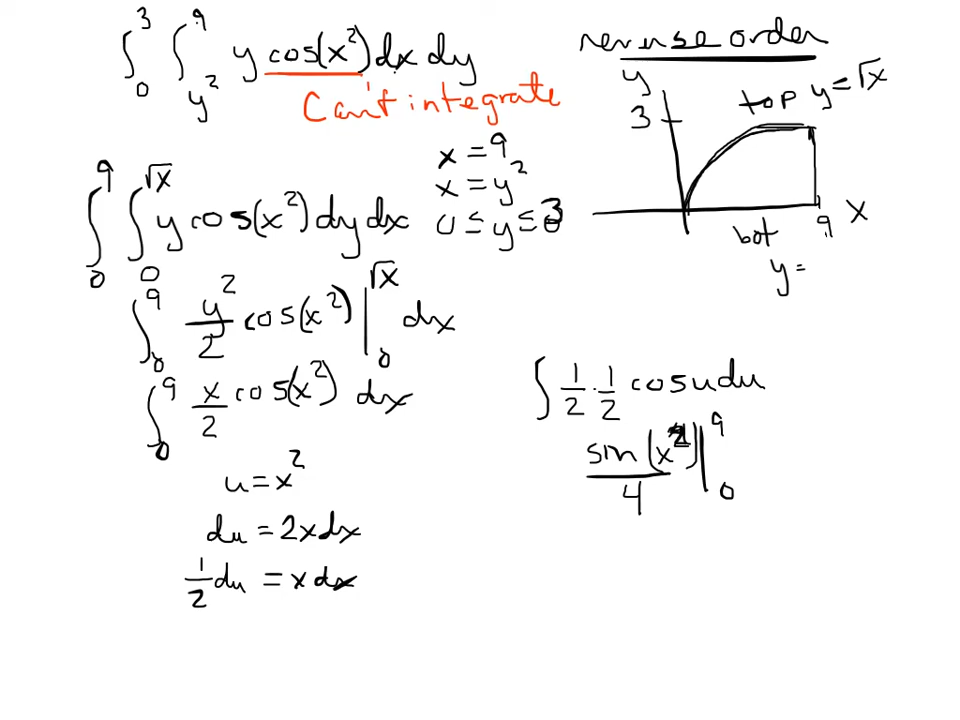 ∫₀³ ∫_{y²}⁹ y cos(x²) dx dy
Can't integrate
x = 9
x = y²
0 ≤ y ≤ 3
∫₀⁹ ∫₀^{√x} y cos(x²) dy dx
∫₀⁹ y²/2 cos(x²) |₀^{√x} dx
∫₀⁹ x/2 cos(x²) dx
u = x²
du = 2x dx
1/2 du = x dx
reverse order
y
top y = √x
3
9 x
bot
y =
∫ 1/2 · 1/2 cos u du
sin(x²)/4 |₀⁹